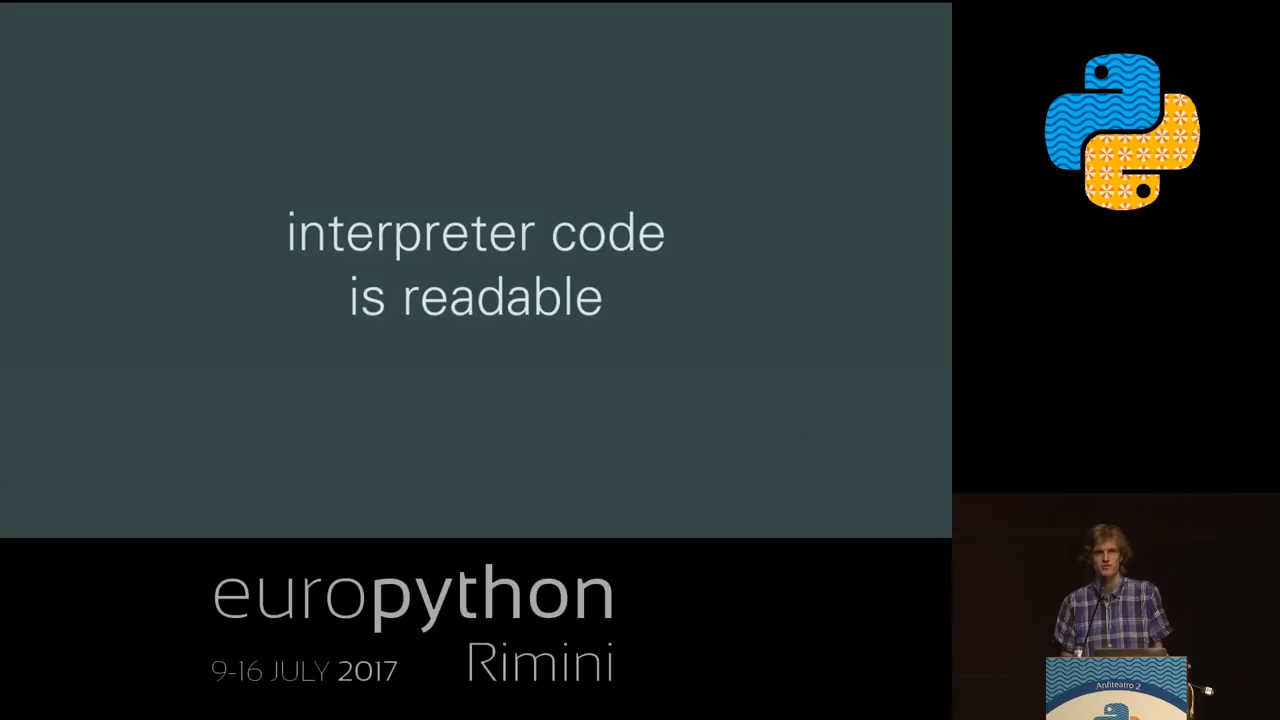 interpreter code
is readable
europython
Rimini
9-16 JULY 2017
Anfiteatro 2